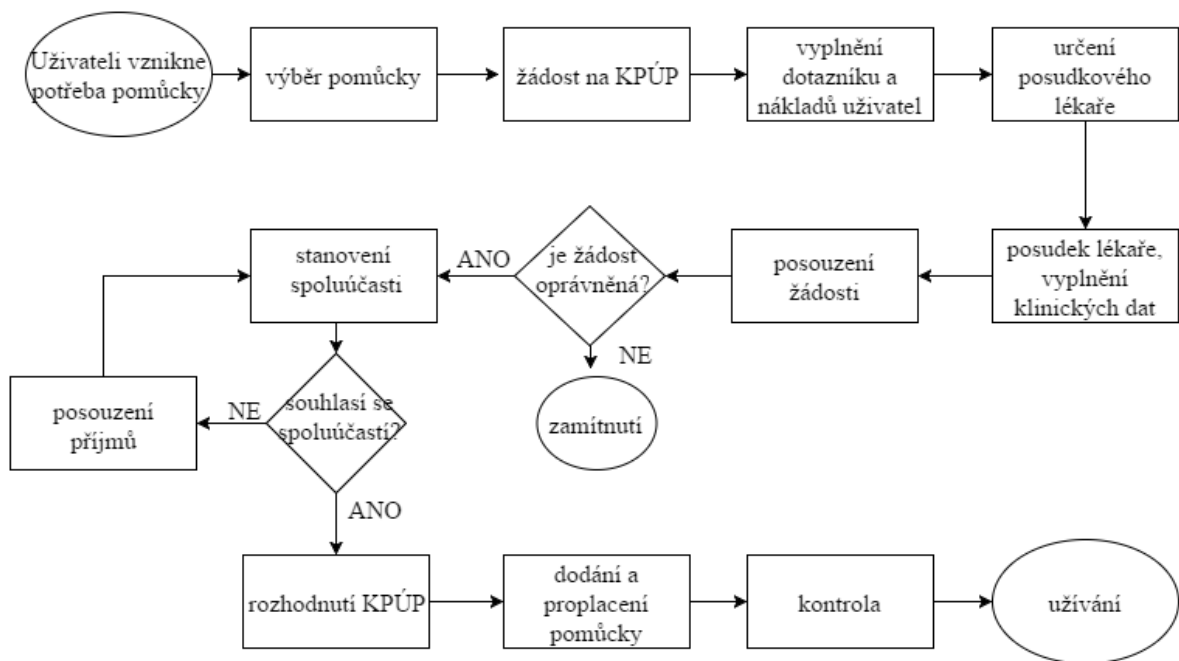 Uživateli vznikne
potřeba pomůcky
výběr pomůcky
žádost na KPÚP
vyplnění
dotazníku a
nákladů uživatel
určení
posudkového
lékaře
posudek lékaře,
vyplnění
klinických dat
posouzení
žádosti
je žádost
oprávněná?
ANO
NE
zamítnutí
stanovení
spoluúčasti
souhlasí se
spoluúčastí?
NE
posouzení
příjmů
ANO
rozhodnutí KPÚP
dodání a
proplacení
pomůcky
kontrola
užívání